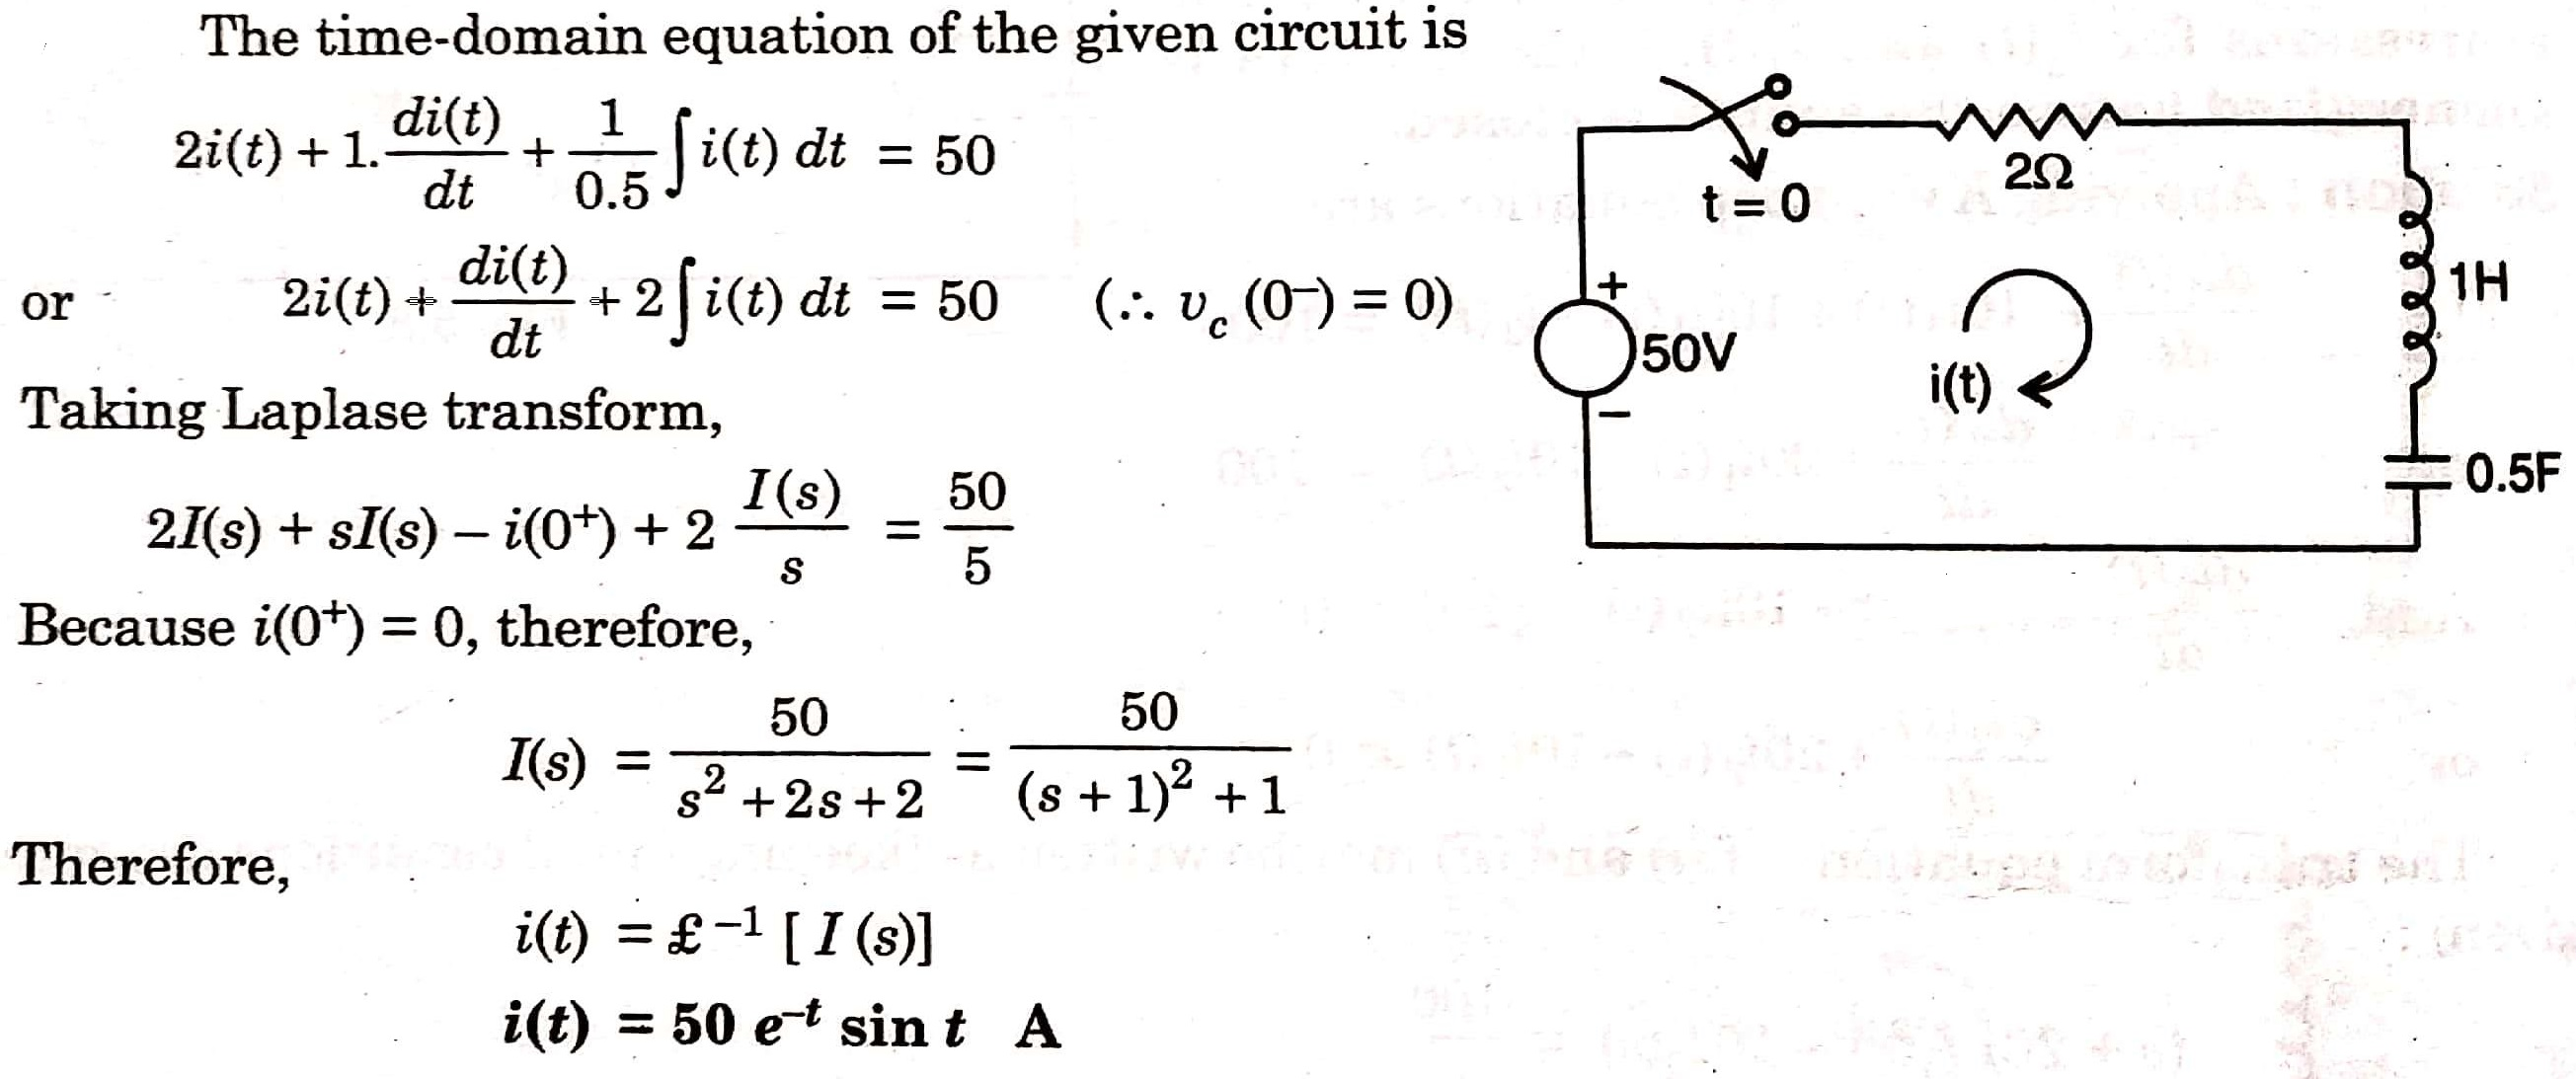 The time-domain equation of the given circuit is
2i(t) + 1. di(t)/dt + 1/0.5 ∫ i(t) dt = 50
or 2i(t) + di(t)/dt + 2 ∫ i(t) dt = 50 (∴ v_c (0⁻) = 0)
Taking Laplase transform,
2I(s) + sI(s) – i(0⁺) + 2 I(s)/s = 50/5
Because i(0⁺) = 0, therefore,
I(s) = 50/(s² + 2s + 2) = 50/((s + 1)² + 1)
Therefore,
i(t) = £⁻¹ [ I (s)]
i(t) = 50 e⁻ᵗ sin t A
t = 0
2Ω
+
50V
–
i(t)
1H
0.5F